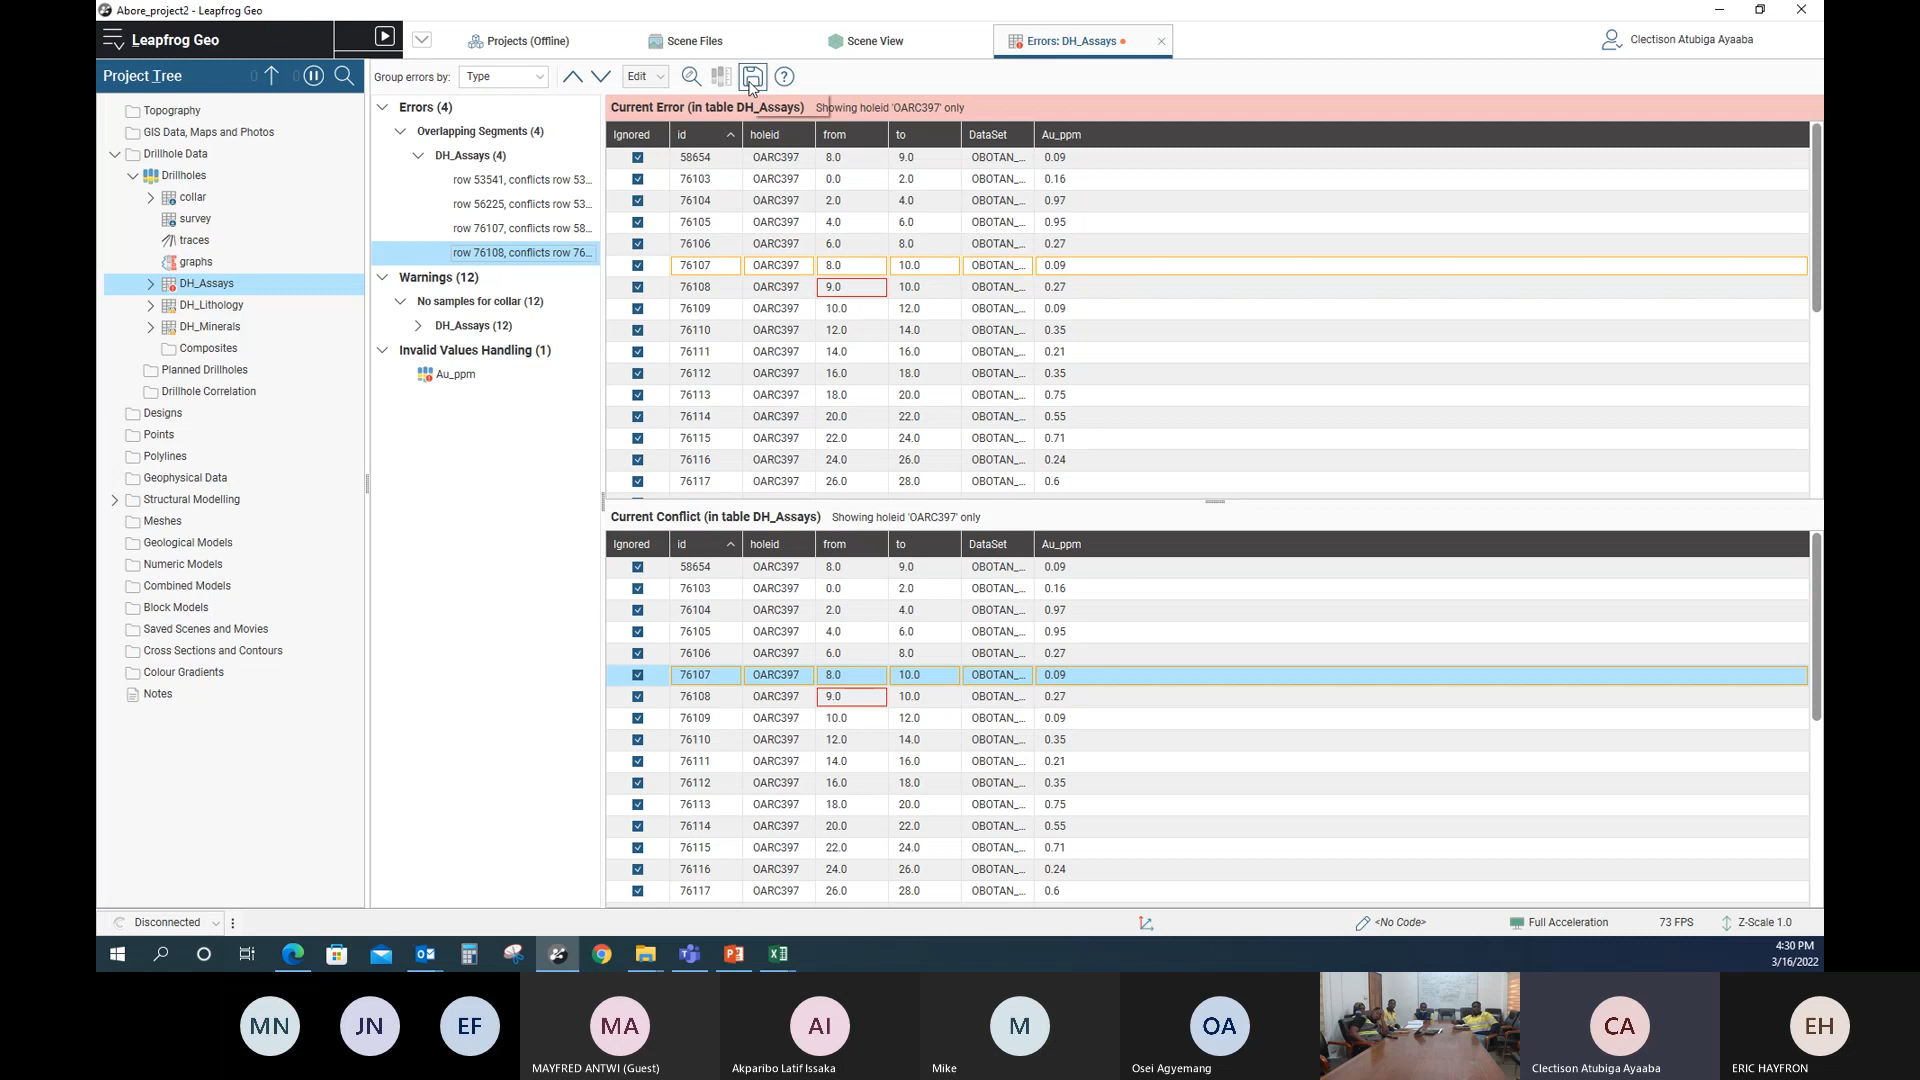 Abore_project2 - Leapfrog Geo
Leapfrog Geo
Projects (Offline)
Scene Files
Scene View
Errors: DH_Assays
Clectison Atubiga Ayaaba
Project Tree
0
0
Group errors by:
Type
Edit
Topography
GIS Data, Maps and Photos
Drillhole Data
Drillholes
collar
survey
traces
graphs
DH_Assays
DH_Lithology
DH_Minerals
Composites
Planned Drillholes
Drillhole Correlation
Designs
Points
Polylines
Geophysical Data
Structural Modelling
Meshes
Geological Models
Numeric Models
Combined Models
Block Models
Saved Scenes and Movies
Cross Sections and Contours
Colour Gradients
Notes
Errors (4)
Overlapping Segments (4)
DH_Assays (4)
row 53541, conflicts row 53...
row 56225, conflicts row 53...
row 76107, conflicts row 58...
row 76108, conflicts row 76...
Warnings (12)
No samples for collar (12)
DH_Assays (12)
Invalid Values Handling (1)
Au_ppm
Current Error (in table DH_Assays) Showing holeid 'OARC397' only
Ignored id holeid from to DataSet Au_ppm
58654 OARC397 8.0 9.0 OBOTAN_... 0.09
76103 OARC397 0.0 2.0 OBOTAN_... 0.16
76104 OARC397 2.0 4.0 OBOTAN_... 0.97
76105 OARC397 4.0 6.0 OBOTAN_... 0.95
76106 OARC397 6.0 8.0 OBOTAN_... 0.27
76107 OARC397 8.0 10.0 OBOTAN_... 0.09
76108 OARC397 9.0 10.0 OBOTAN_... 0.27
76109 OARC397 10.0 12.0 OBOTAN_... 0.09
76110 OARC397 12.0 14.0 OBOTAN_... 0.35
76111 OARC397 14.0 16.0 OBOTAN_... 0.21
76112 OARC397 16.0 18.0 OBOTAN_... 0.35
76113 OARC397 18.0 20.0 OBOTAN_... 0.75
76114 OARC397 20.0 22.0 OBOTAN_... 0.55
76115 OARC397 22.0 24.0 OBOTAN_... 0.71
76116 OARC397 24.0 26.0 OBOTAN_... 0.24
76117 OARC397 26.0 28.0 OBOTAN_... 0.6
Current Conflict (in table DH_Assays) Showing holeid 'OARC397' only
Ignored id holeid from to DataSet Au_ppm
58654 OARC397 8.0 9.0 OBOTAN_... 0.09
76103 OARC397 0.0 2.0 OBOTAN_... 0.16
76104 OARC397 2.0 4.0 OBOTAN_... 0.97
76105 OARC397 4.0 6.0 OBOTAN_... 0.95
76106 OARC397 6.0 8.0 OBOTAN_... 0.27
76107 OARC397 8.0 10.0 OBOTAN_... 0.09
76108 OARC397 9.0 10.0 OBOTAN_... 0.27
76109 OARC397 10.0 12.0 OBOTAN_... 0.09
76110 OARC397 12.0 14.0 OBOTAN_... 0.35
76111 OARC397 14.0 16.0 OBOTAN_... 0.21
76112 OARC397 16.0 18.0 OBOTAN_... 0.35
76113 OARC397 18.0 20.0 OBOTAN_... 0.75
76114 OARC397 20.0 22.0 OBOTAN_... 0.55
76115 OARC397 22.0 24.0 OBOTAN_... 0.71
76116 OARC397 24.0 26.0 OBOTAN_... 0.24
76117 OARC397 26.0 28.0 OBOTAN_... 0.6
Disconnected
<No Code>
Full Acceleration
73 FPS
Z-Scale 1.0
4:30 PM
3/16/2022
MN
JN
EF
MA
AI
M
OA
CA
EH
MAYFRED ANTWI (Guest)
Akparibo Latif Issaka
Mike
Osei Agyemang
Clectison Atubiga Ayaaba
ERIC HAYFRON